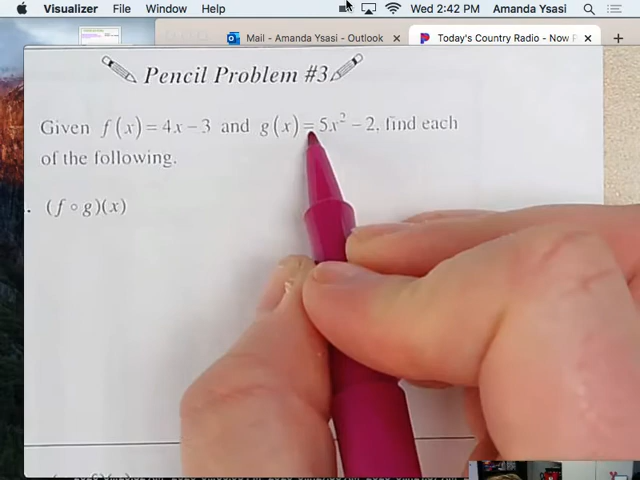 Visualizer File Window Help Wed 2:42 PM Amanda Ysasi
Mail - Amanda Ysasi - Outlook × Today's Country Radio - Now P ×
Pencil Problem #3
Given f(x) = 4x − 3 and g(x) = 5x² − 2, find each
of the following.
. (f ∘ g)(x)